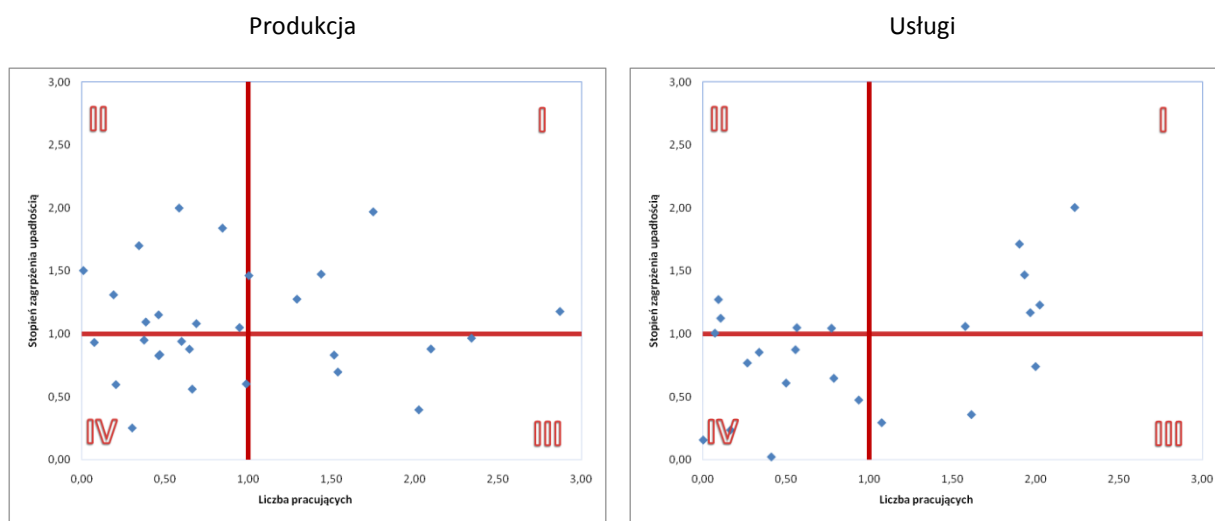 Produkcja
Usługi
3,00
2,50
2,00
1,50
1,00
0,50
0,00
Stopień zagrpżenia upadłością
II
I
IV
III
0,00 0,50 1,00 1,50 2,00 2,50 3,00
Liczba pracujących
3,00
2,50
2,00
1,50
1,00
0,50
0,00
Stopień zagrpżenia upadłością
II
I
IV
III
0,00 0,50 1,00 1,50 2,00 2,50 3,00
Liczba pracujących